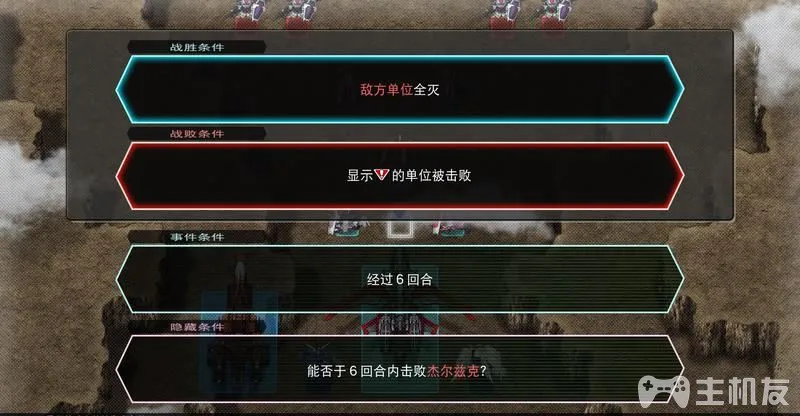 战胜条件
敌方单位全灭
战败条件
显示!的单位被击败
事件条件
经过6回合
隐藏条件
能否于6回合内击败杰尔兹克?
主机友